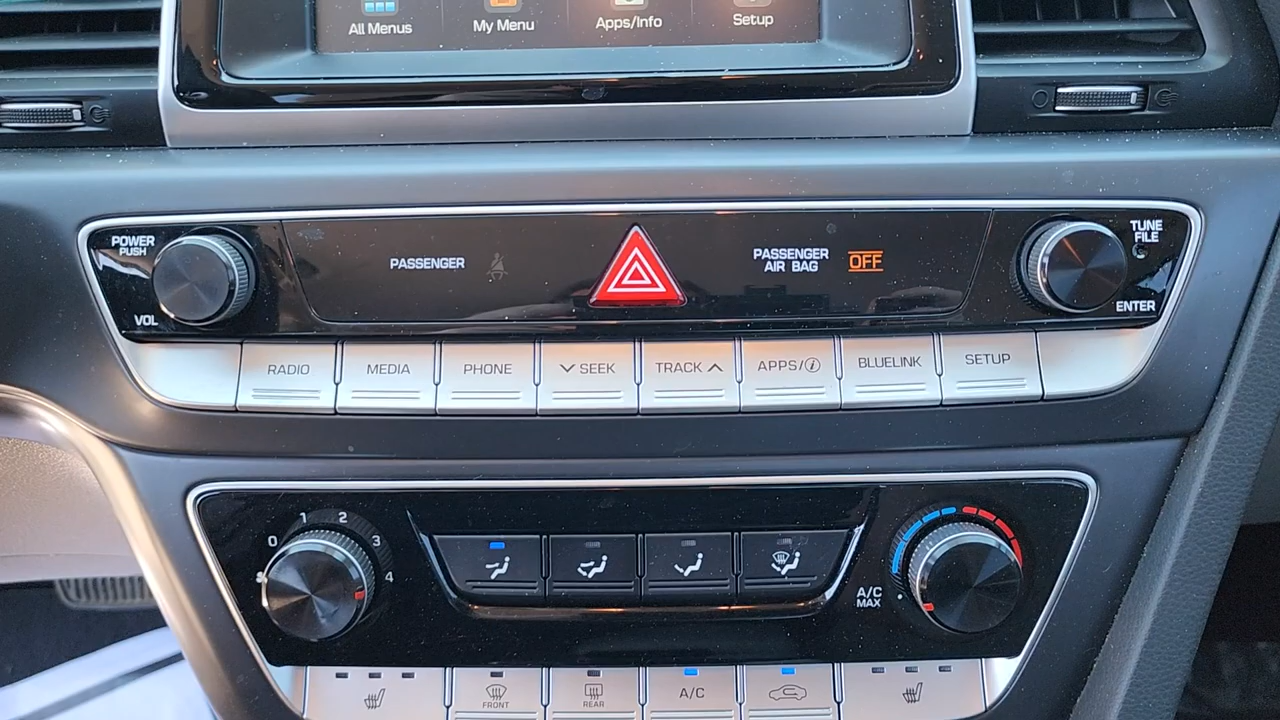 All Menus
My Menu
Apps/Info
Setup
POWER
PUSH
VOL
PASSENGER
PASSENGER
AIR BAG
OFF
TUNE
FILE
ENTER
RADIO
MEDIA
PHONE
SEEK
TRACK
APPS/i
BLUELINK
SETUP
0
1
2
3
4
A/C
MAX
FRONT
REAR
A/C